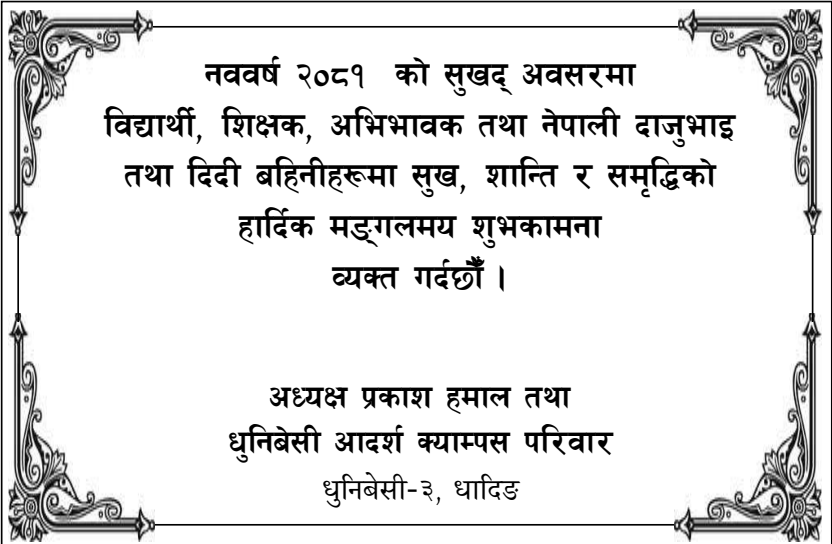 नववर्ष २०८१ को सुखद् अवसरमा
विद्यार्थी, शिक्षक, अभिभावक तथा नेपाली दाजुभाइ
तथा दिदी बहिनीहरूमा सुख, शान्ति र समृद्धिको
हार्दिक मङ्गलमय शुभकामना
व्यक्त गर्दछौँ ।
अध्यक्ष प्रकाश हमाल तथा
धुनिबेसी आदर्श क्याम्पस परिवार
धुनिबेसी-३, धादिङ